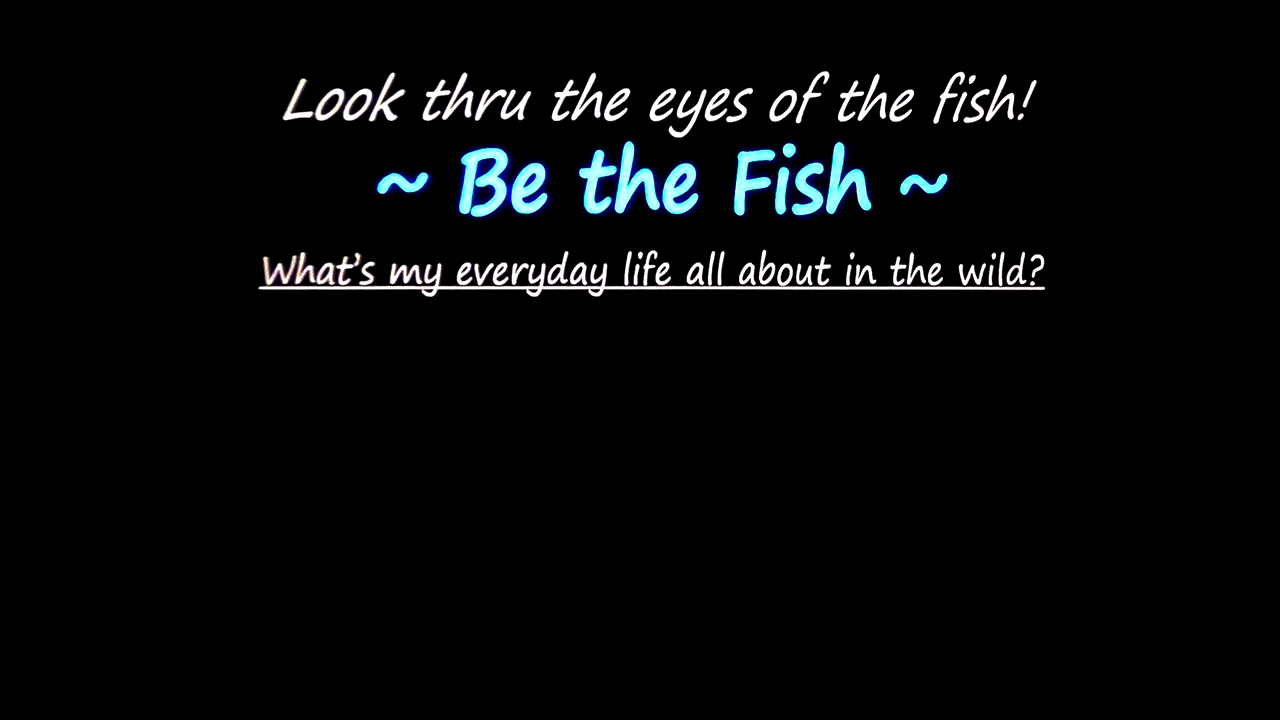 Look thru the eyes of the fish!
~ Be the Fish ~
What's my everyday life all about in the wild?